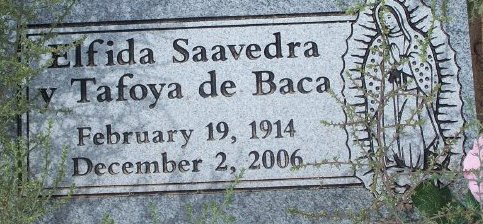 Elfida Saavedra
y Tafoya de Baca
February 19, 1914
December 2, 2006